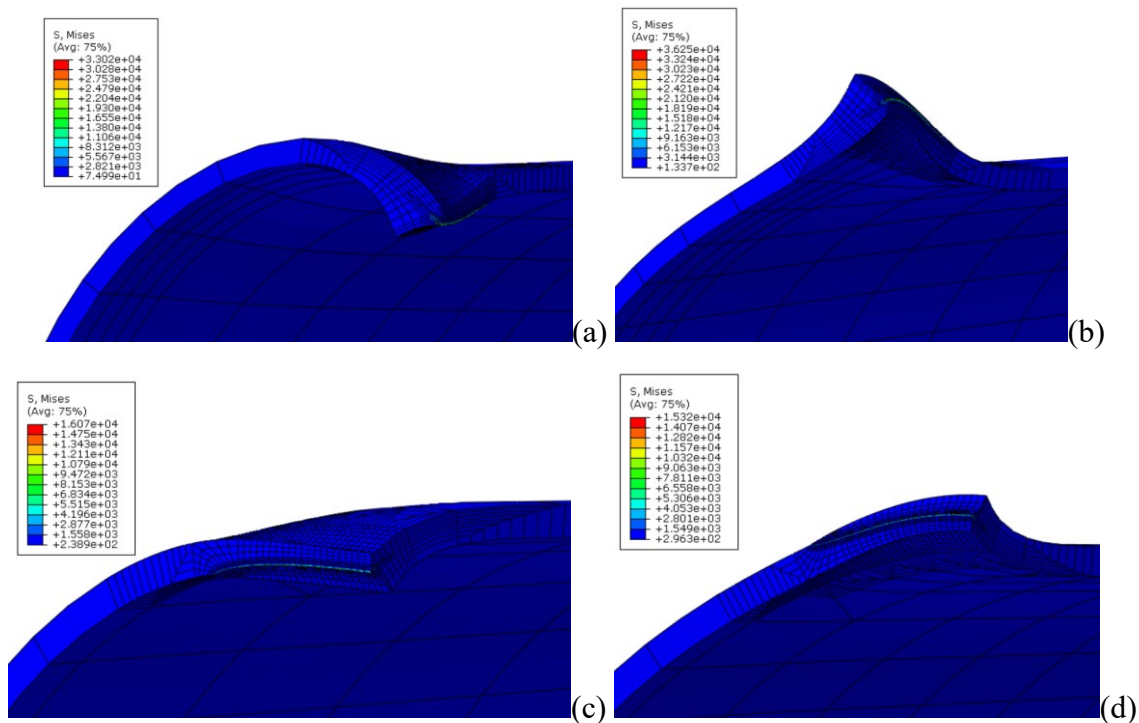 S, Mises
(Avg: 75%)
+3.302e+04
+3.028e+04
+2.753e+04
+2.479e+04
+2.204e+04
+1.930e+04
+1.655e+04
+1.380e+04
+1.106e+04
+8.312e+03
+5.567e+03
+2.821e+03
+7.499e+01
(a)
S, Mises
(Avg: 75%)
+3.625e+04
+3.324e+04
+3.023e+04
+2.722e+04
+2.421e+04
+2.120e+04
+1.819e+04
+1.518e+04
+1.217e+04
+9.163e+03
+6.153e+03
+3.144e+03
+1.337e+02
(b)
S, Mises
(Avg: 75%)
+1.607e+04
+1.475e+04
+1.343e+04
+1.211e+04
+1.079e+04
+9.472e+03
+8.153e+03
+6.834e+03
+5.515e+03
+4.196e+03
+2.877e+03
+1.558e+03
+2.389e+02
(c)
S, Mises
(Avg: 75%)
+1.532e+04
+1.407e+04
+1.282e+04
+1.157e+04
+1.032e+04
+9.063e+03
+7.811e+03
+6.558e+03
+5.306e+03
+4.053e+03
+2.801e+03
+1.549e+03
+2.963e+02
(d)